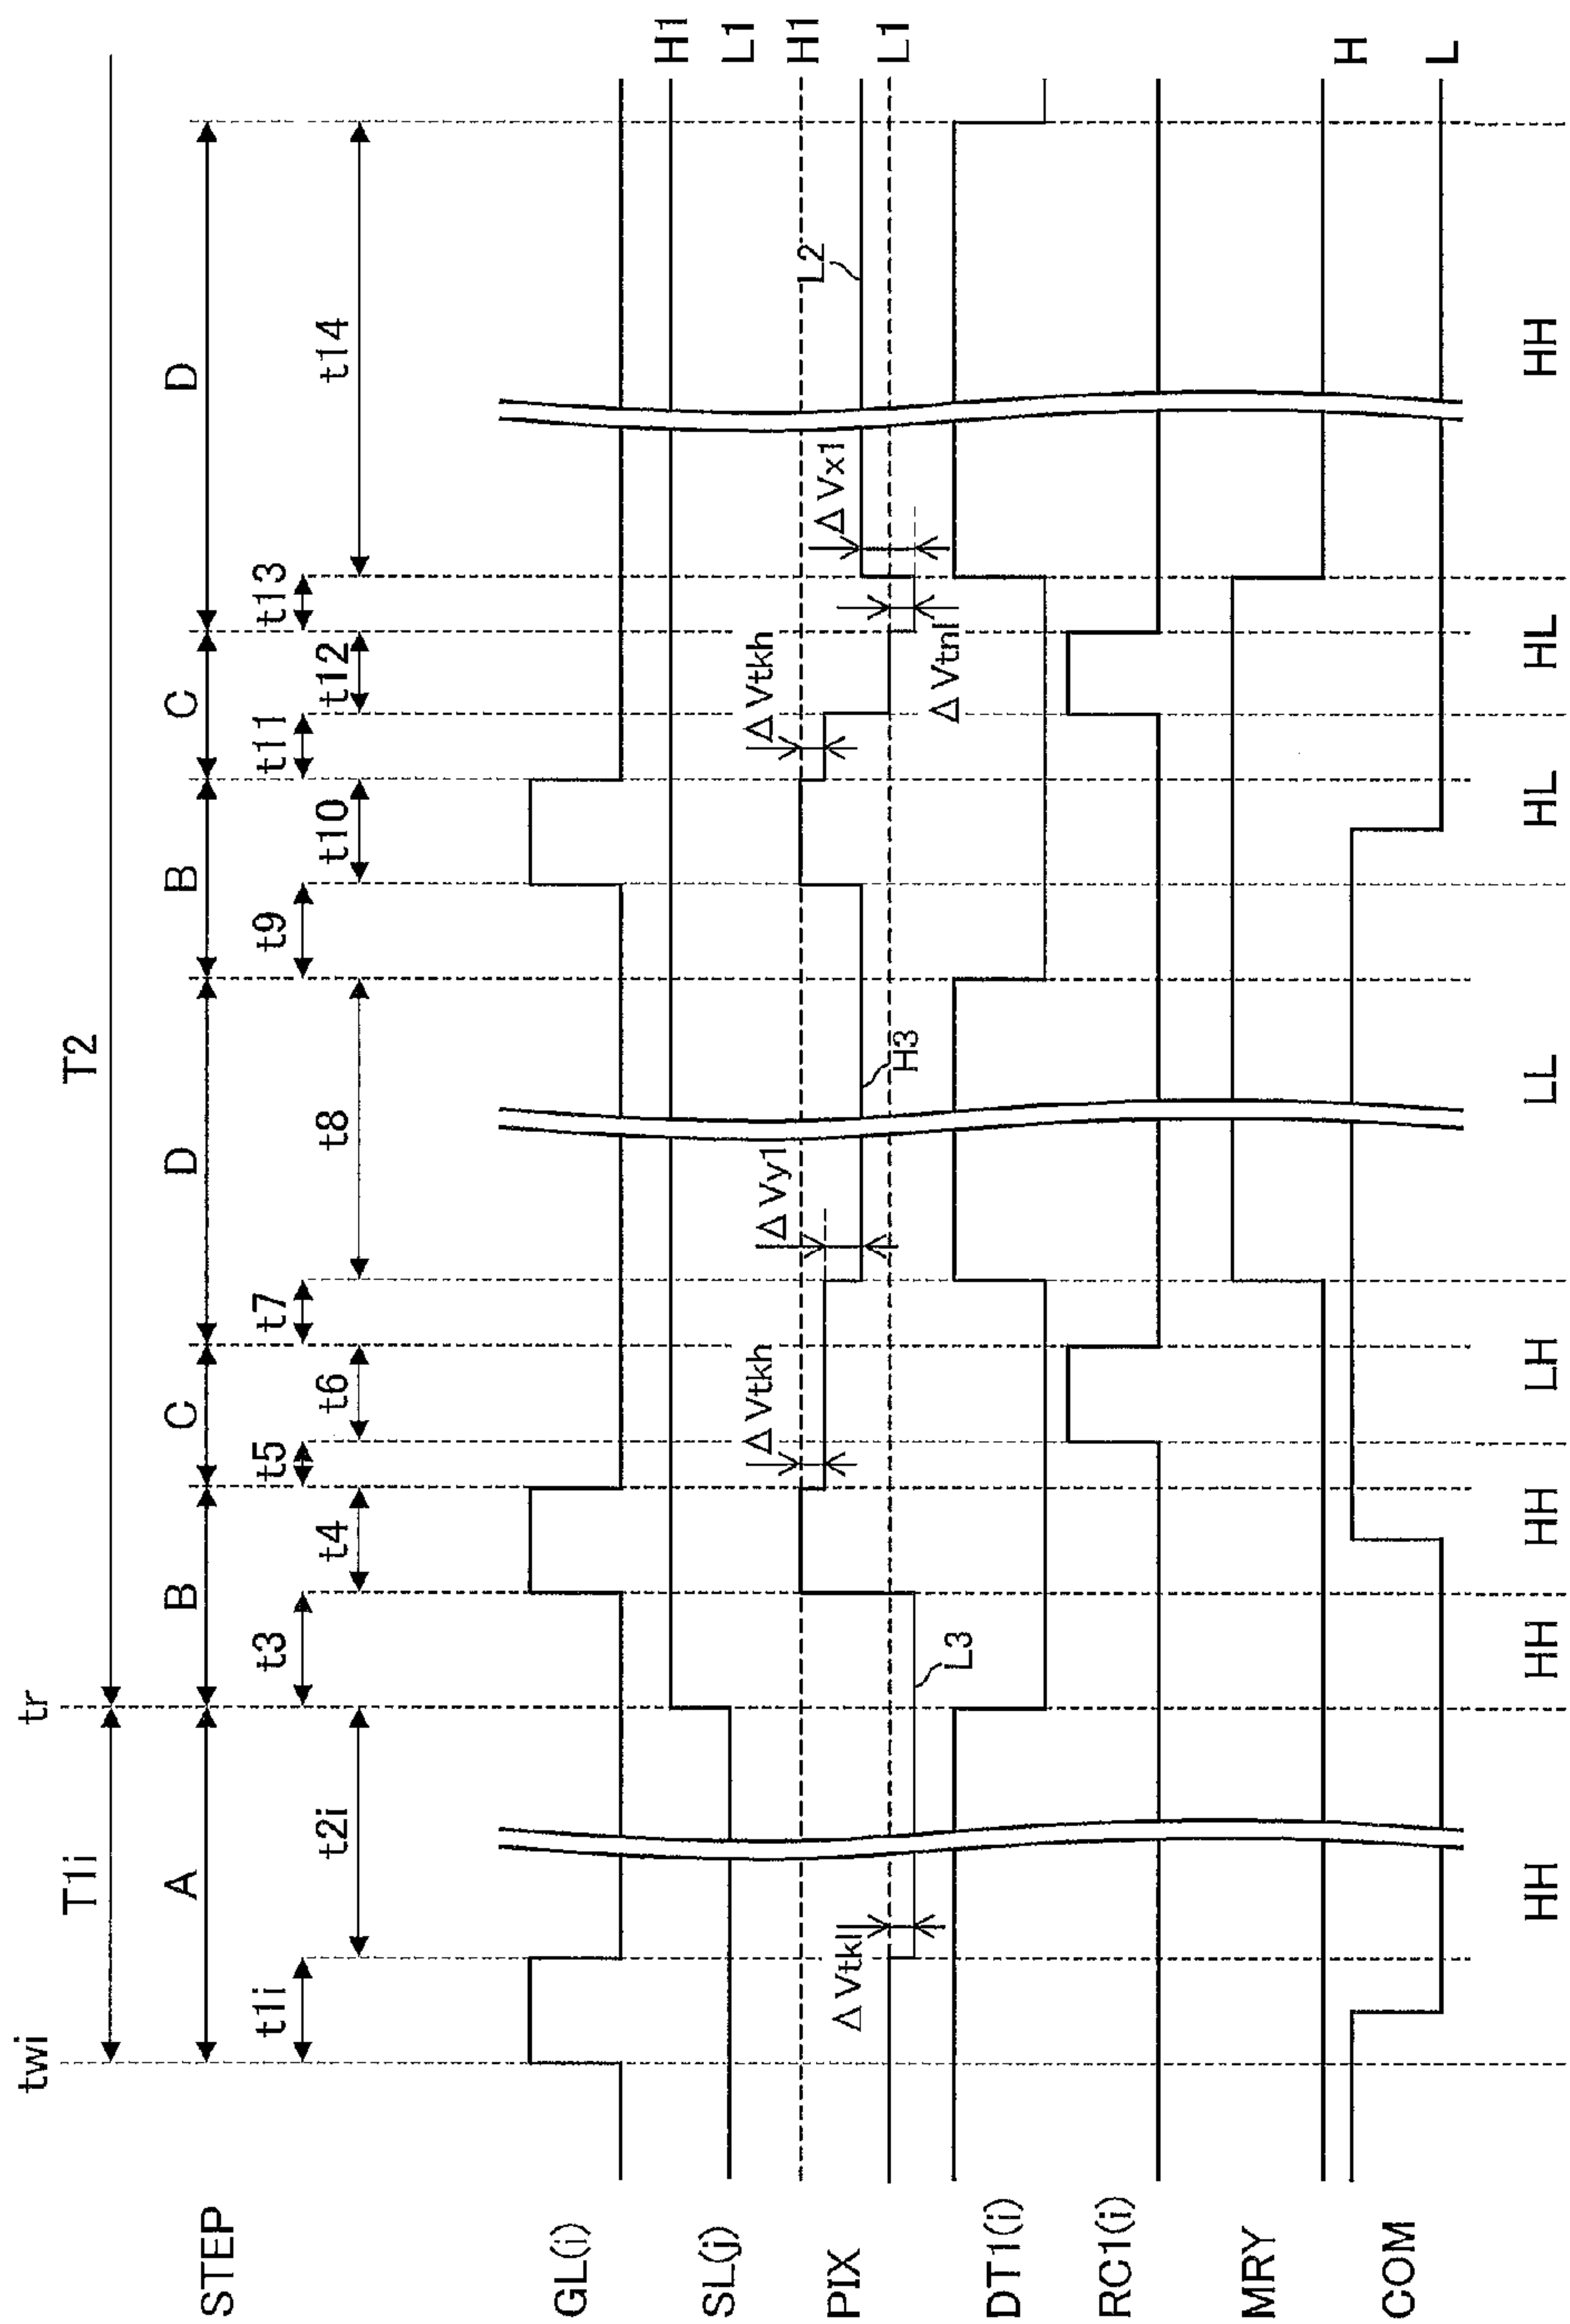 twi tr
T1i T2
STEP A B C D B C D
t1i t3 t5 t7 t9 t11 t13
t2i t4 t6 t8 t10 t12 t14
GL(i)
SL(j) H1
L1
PIX ΔVtkl L3 ΔVtkh ΔVy1 H3 ΔVtkh ΔVtnl ΔVx1 L2 H1
L1
DT1(i)
RC1(i)
MRY
COM H
L
HH HH HH LH LL HL HL HH